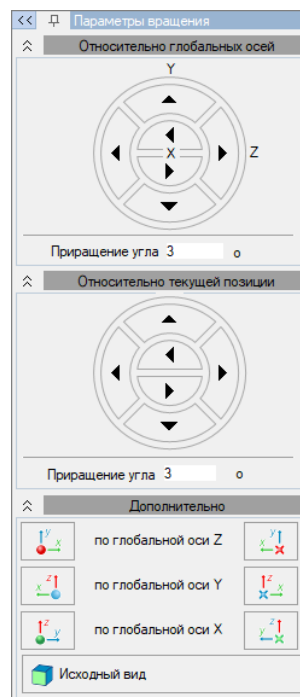 << Параметры вращения
Относительно глобальных осей
Y
X
Z
Приращение угла 3 o
Относительно текущей позиции
Приращение угла 3 o
Дополнительно
y x по глобальной оси Z y x
z x по глобальной оси Y z x
z y по глобальной оси X z y
Исходный вид